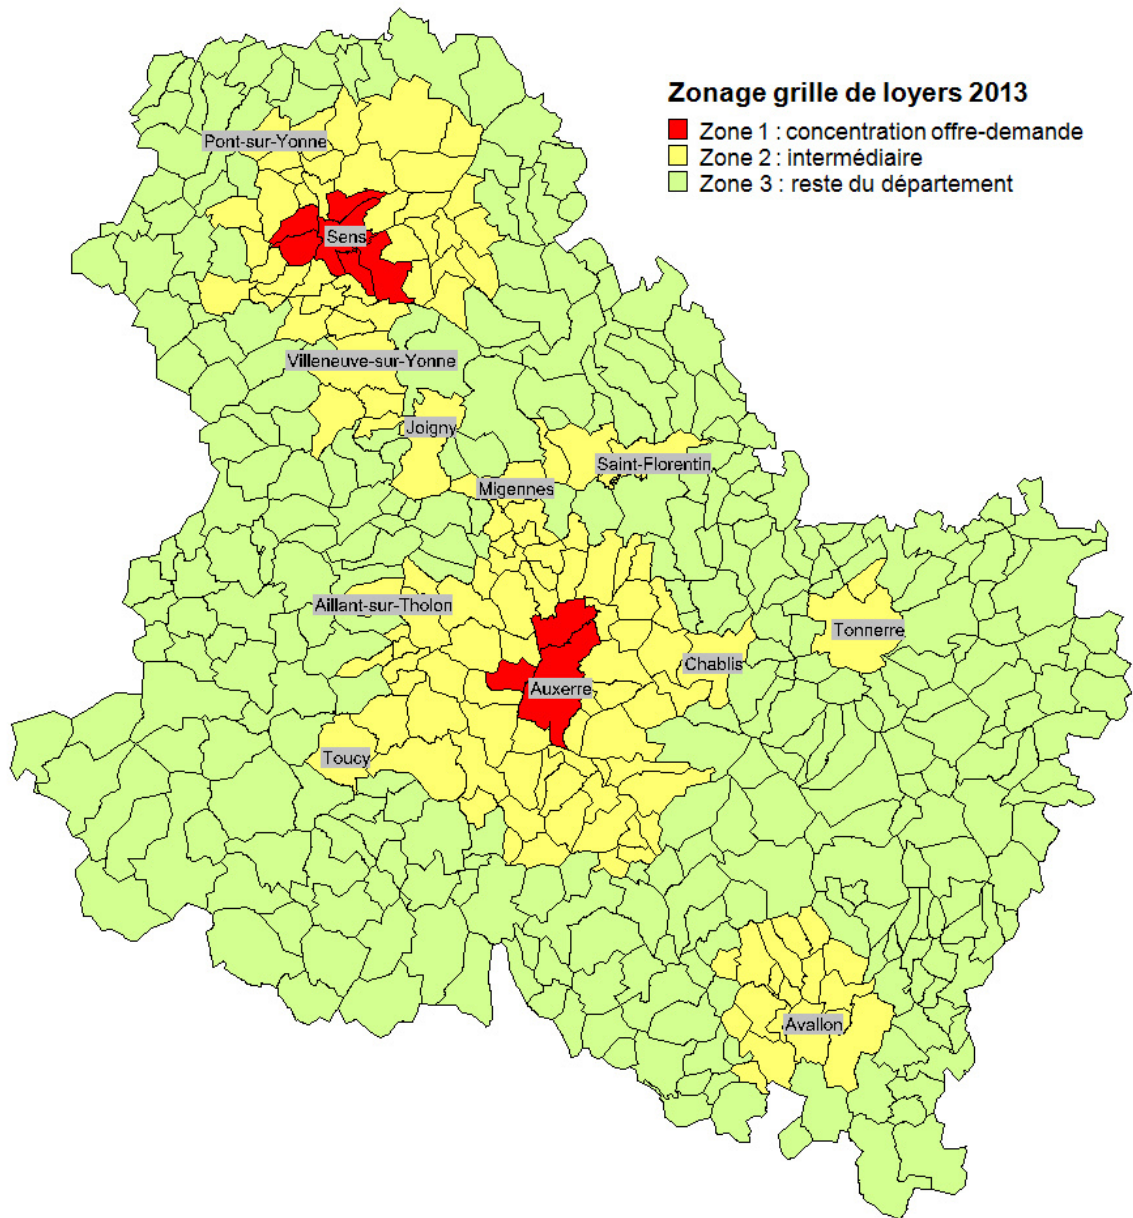 Zonage grille de loyers 2013
Zone 1 : concentration offre-demande
Zone 2 : intermédiaire
Zone 3 : reste du département
Pont-sur-Yonne
Sens
Villeneuve-sur-Yonne
Joigny
Saint-Florentin
Migennes
Aillant-sur-Tholon
Tonnerre
Chablis
Auxerre
Toucy
Avallon